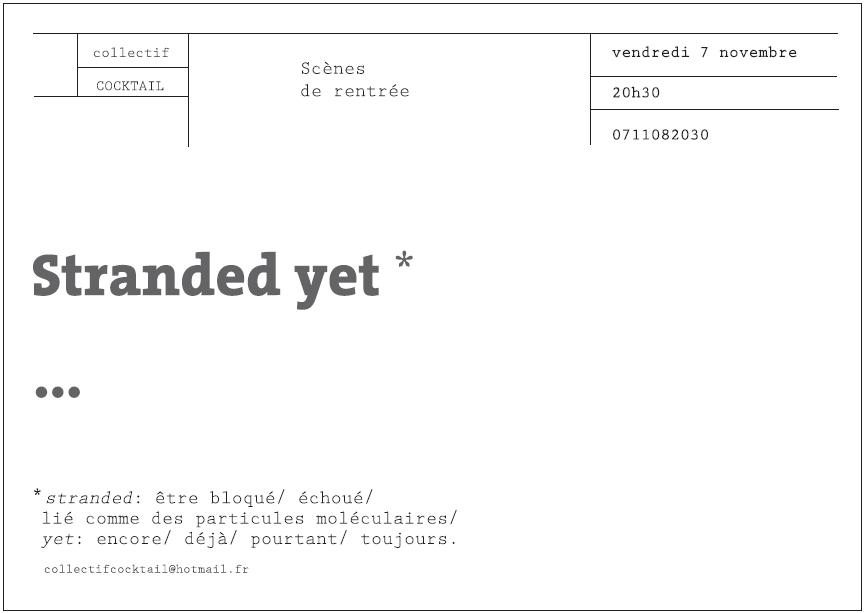 collectif
COCKTAIL
Scènes
de rentrée
vendredi 7 novembre
20h30
0711082030
Stranded yet *
...
*stranded: être bloqué/ échoué/
lié comme des particules moléculaires/
yet: encore/ déjà/ pourtant/ toujours.
collectifcocktail@hotmail.fr